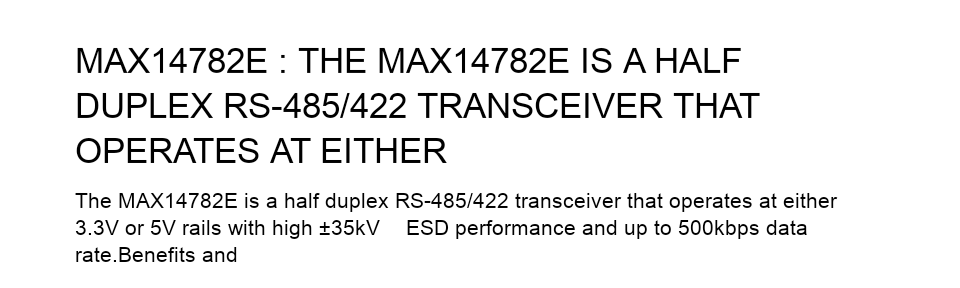 MAX14782E : THE MAX14782E IS A HALF
DUPLEX RS-485/422 TRANSCEIVER THAT
OPERATES AT EITHER
The MAX14782E is a half duplex RS-485/422 transceiver that operates at either
3.3V or 5V rails with high ±35kV    ESD performance and up to 500kbps data
rate.Benefits and